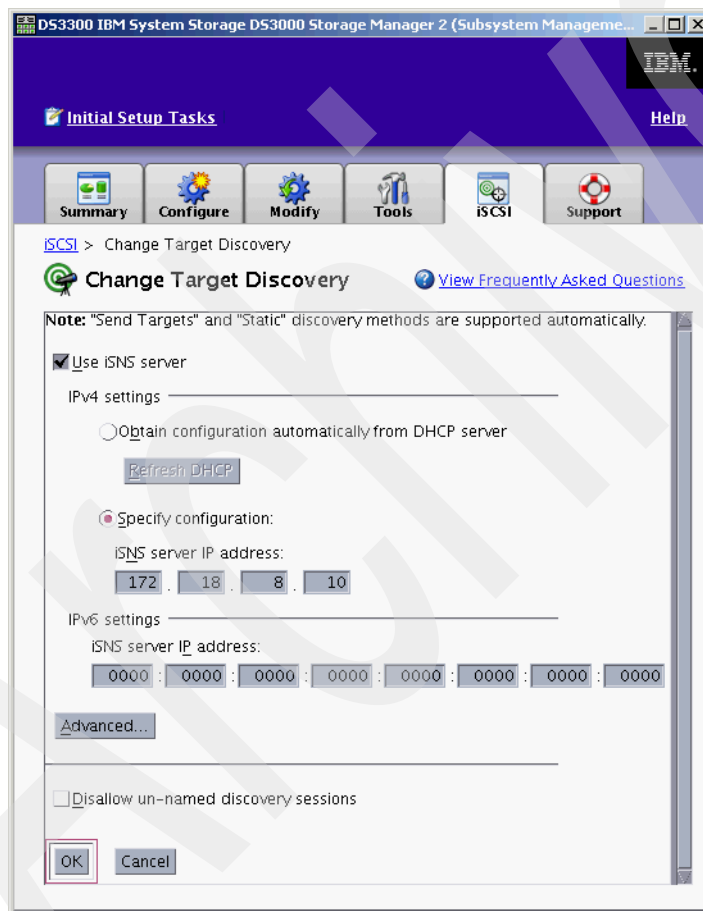 DS3300 IBM System Storage DS3000 Storage Manager 2 (Subsystem Manageme...
IBM.
Initial Setup Tasks
Help
Summary
Configure
Modify
Tools
iSCSI
Support
iSCSI > Change Target Discovery
Change Target Discovery
View Frequently Asked Questions
Note: "Send Targets" and "Static" discovery methods are supported automatically.
Use iSNS server
IPv4 settings
Obtain configuration automatically from DHCP server
Refresh DHCP
Specify configuration:
iSNS server IP address:
172 . 18 . 8 . 10
IPv6 settings
iSNS server IP address:
0000 : 0000 : 0000 : 0000 : 0000 : 0000 : 0000 : 0000
Advanced...
Disallow un-named discovery sessions
OK
Cancel